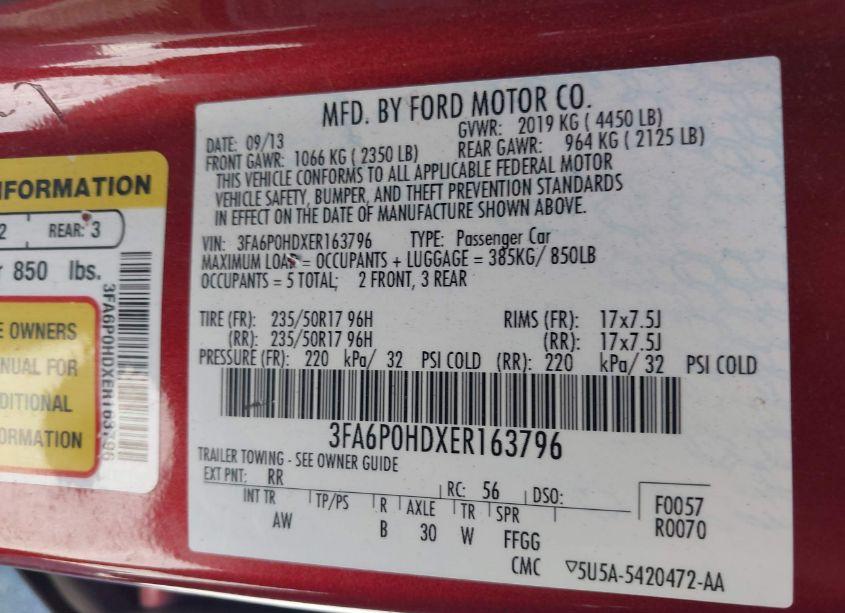 NFORMATION
2 REAR: 3
850 lbs.
E OWNERS
ANUAL FOR
DITIONAL
FORMATION
3FA6P0HDXER163796
MFD. BY FORD MOTOR CO.
DATE: 09/13 GVWR: 2019 KG ( 4450 LB)
FRONT GAWR: 1066 KG ( 2350 LB) REAR GAWR: 964 KG ( 2125 LB)
THIS VEHICLE CONFORMS TO ALL APPLICABLE FEDERAL MOTOR
VEHICLE SAFETY, BUMPER, AND THEFT PREVENTION STANDARDS
IN EFFECT ON THE DATE OF MANUFACTURE SHOWN ABOVE.
VIN: 3FA6P0HDXER163796 TYPE: Passenger Car
MAXIMUM LOAD = OCCUPANTS + LUGGAGE = 385KG/ 850LB
OCCUPANTS = 5 TOTAL; 2 FRONT, 3 REAR
TIRE (FR): 235/50R17 96H RIMS (FR): 17x7.5J
(RR): 235/50R17 96H (RR): 17x7.5J
PRESSURE (FR): 220 kPa/ 32 PSI COLD (RR): 220 kPa/ 32 PSI COLD
3FA6P0HDXER163796
TRAILER TOWING - SEE OWNER GUIDE
EXT PNT: RR RC: 56 DSO: F0057
INT TR TP/PS R AXLE TR SPR R0070
AW B 30 W FFGG
CMC ▽5U5A-5420472-AA